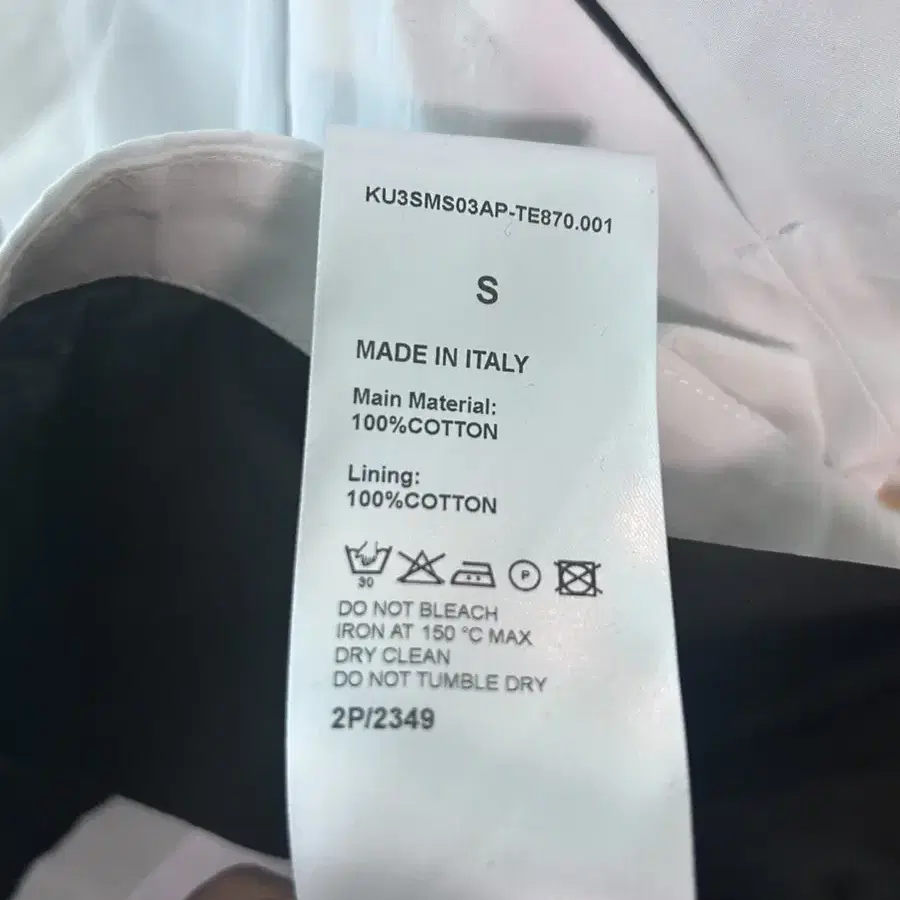 KU3SMS03AP-TE870.001
S
MADE IN ITALY
Main Material:
100%COTTON
Lining:
100%COTTON
30
P
DO NOT BLEACH
IRON AT 150 °C MAX
DRY CLEAN
DO NOT TUMBLE DRY
2P/2349